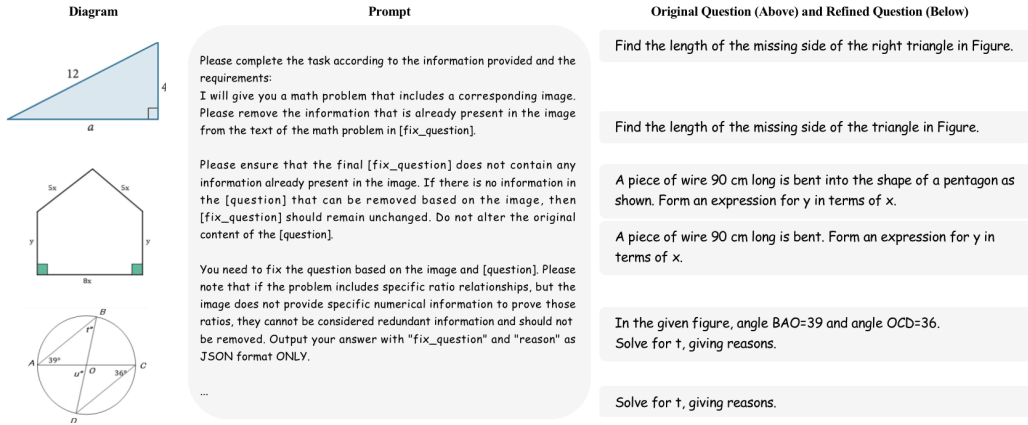 Diagram
Prompt
Original Question (Above) and Refined Question (Below)
12
4
a
5x
5x
y
y
8x
B
t°
A
39°
u°
O
36°
C
D
Please complete the task according to the information provided and the
requirements:
I will give you a math problem that includes a corresponding image.
Please remove the information that is already present in the image
from the text of the math problem in [fix_question].
Please ensure that the final [fix_question] does not contain any
information already present in the image. If there is no information in
the [question] that can be removed based on the image, then
[fix_question] should remain unchanged. Do not alter the original
content of the [question].
You need to fix the question based on the image and [question]. Please
note that if the problem includes specific ratio relationships, but the
image does not provide specific numerical information to prove those
ratios, they cannot be considered redundant information and should not
be removed. Output your answer with "fix_question" and "reason" as
JSON format ONLY.
...
Find the length of the missing side of the right triangle in Figure.
Find the length of the missing side of the triangle in Figure.
A piece of wire 90 cm long is bent into the shape of a pentagon as
shown. Form an expression for y in terms of x.
A piece of wire 90 cm long is bent. Form an expression for y in
terms of x.
In the given figure, angle BAO=39 and angle OCD=36.
Solve for t, giving reasons.
Solve for t, giving reasons.